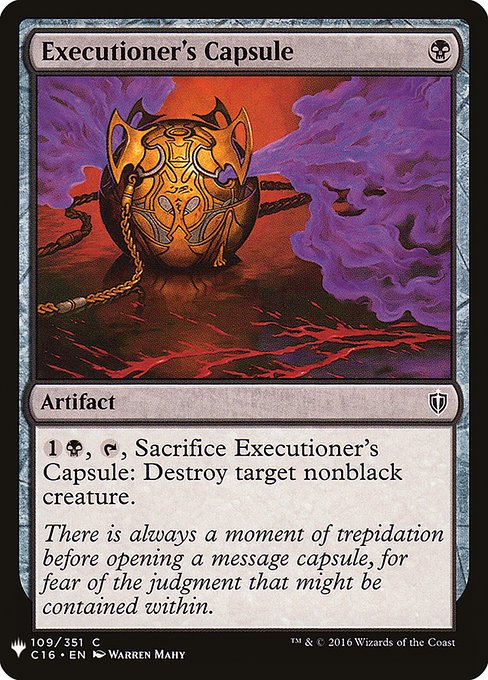 Executioner's Capsule
Artifact
1, , Sacrifice Executioner's
Capsule: Destroy target nonblack
creature.
There is always a moment of trepidation
before opening a message capsule, for
fear of the judgment that might be
contained within.
109/351 C
C16 • EN Warren Mahy
™ & © 2016 Wizards of the Coast